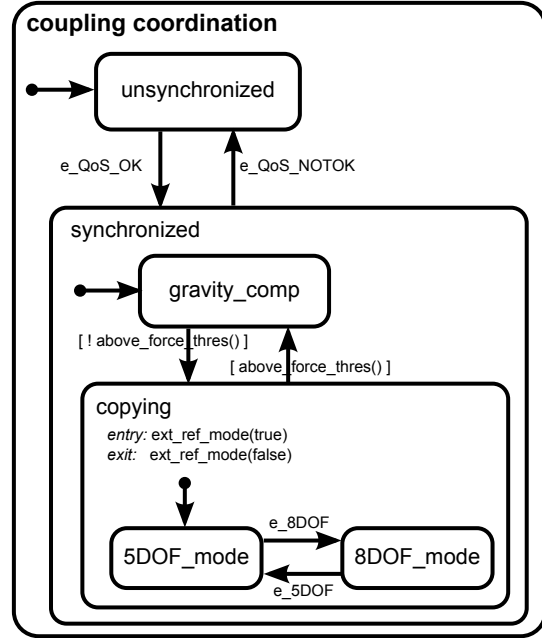 coupling coordination
unsynchronized
e_QoS_OK
e_QoS_NOTOK
synchronized
gravity_comp
[ ! above_force_thres() ]
[ above_force_thres() ]
copying
entry: ext_ref_mode(true)
exit: ext_ref_mode(false)
e_8DOF
5DOF_mode
8DOF_mode
e_5DOF